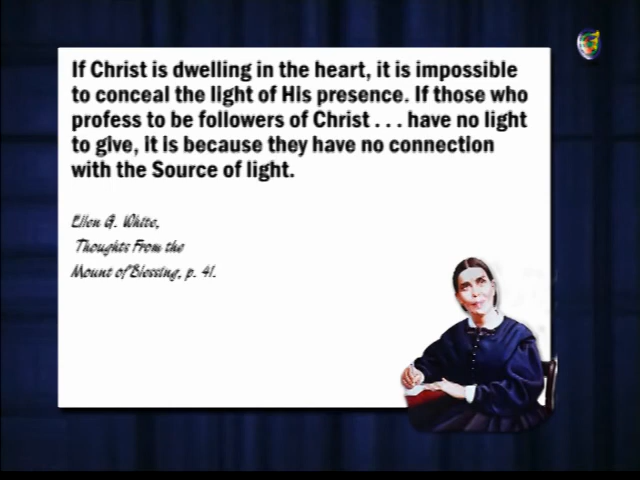 If Christ is dwelling in the heart, it is impossible
to conceal the light of His presence. If those who
profess to be followers of Christ . . . have no light
to give, it is because they have no connection
with the Source of light.
Ellen G. White,
Thoughts From the
Mount of Blessing, p. 41.